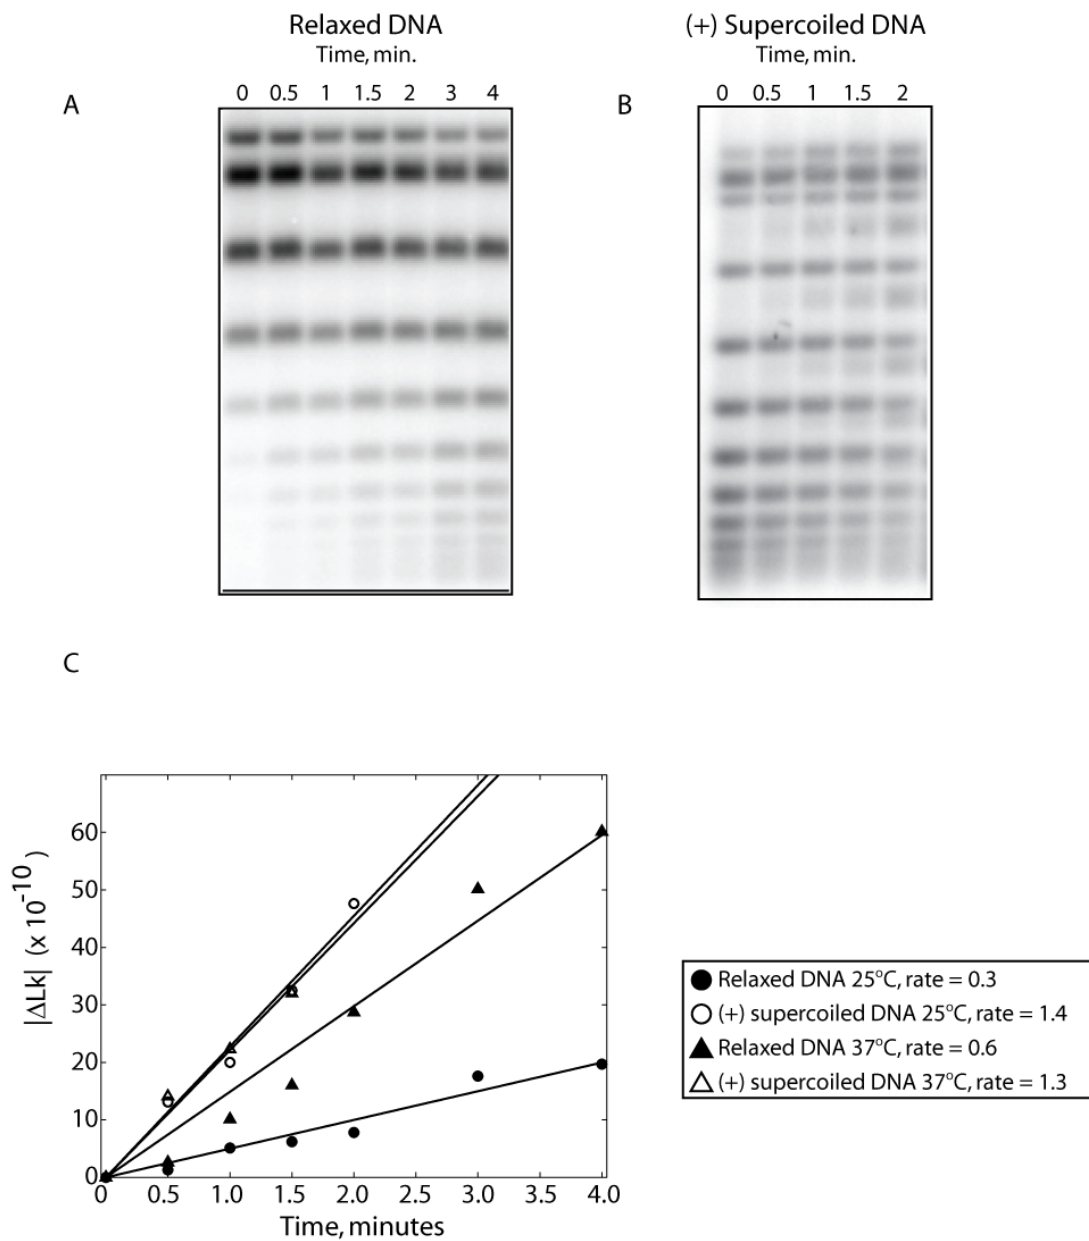 Relaxed DNA
Time, min.
A
0 0.5 1 1.5 2 3 4
(+) Supercoiled DNA
Time, min.
B
0 0.5 1 1.5 2
C
|ΔLk| (x 10⁻¹⁰)
60
50
40
30
20
10
0
0 0.5 1.0 1.5 2.0 3.0 3.5 4.0
Time, minutes
Relaxed DNA 25°C, rate = 0.3
(+) supercoiled DNA 25°C, rate = 1.4
Relaxed DNA 37°C, rate = 0.6
(+) supercoiled DNA 37°C, rate = 1.3